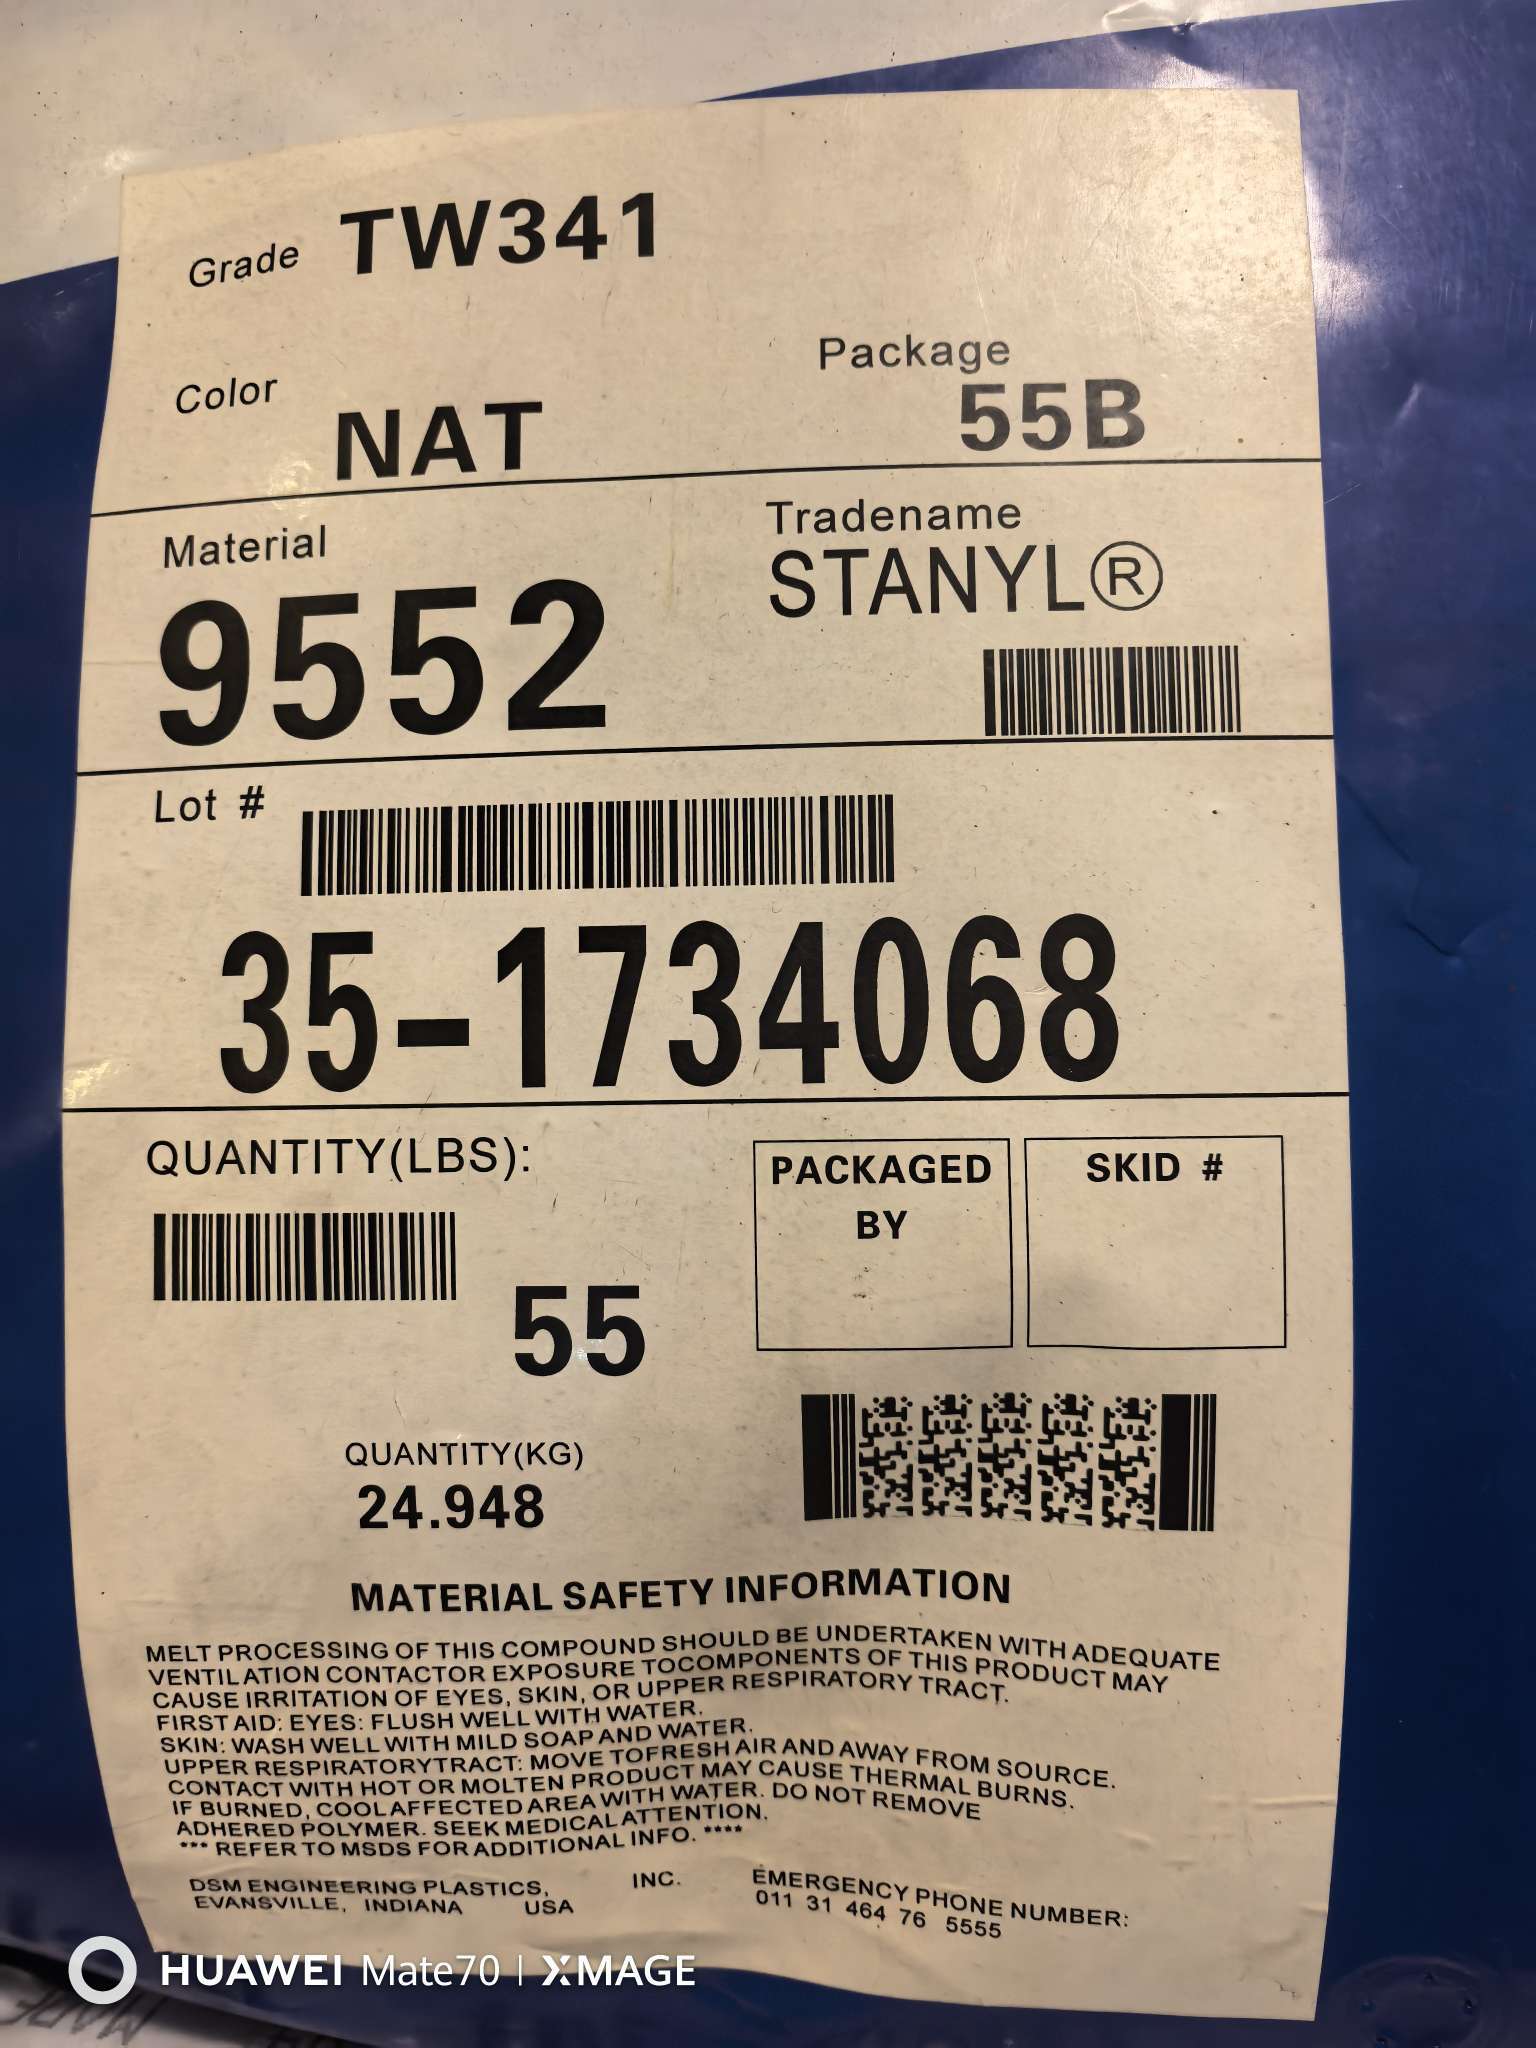 Grade TW341
Package
Color NAT 55B
Material Tradename
9552 STANYL®
Lot #
35-1734068
QUANTITY(LBS):
PACKAGED
BY
SKID #
55
QUANTITY(KG)
24.948
MATERIAL SAFETY INFORMATION
MELT PROCESSING OF THIS COMPOUND SHOULD BE UNDERTAKEN WITH ADEQUATE
VENTILATION CONTACTOR EXPOSURE TOCOMPONENTS OF THIS PRODUCT MAY
CAUSE IRRITATION OF EYES, SKIN, OR UPPER RESPIRATORY TRACT.
FIRST AID: EYES: FLUSH WELL WITH WATER.
SKIN: WASH WELL WITH MILD SOAP AND WATER.
UPPER RESPIRATORYTRACT: MOVE TOFRESH AIR AND AWAY FROM SOURCE.
CONTACT WITH HOT OR MOLTEN PRODUCT MAY CAUSE THERMAL BURNS.
IF BURNED, COOL AFFECTED AREA WITH WATER. DO NOT REMOVE
ADHERED POLYMER. SEEK MEDICAL ATTENTION.
*** REFER TO MSDS FOR ADDITIONAL INFO. ****
DSM ENGINEERING PLASTICS, INC.
EVANSVILLE, INDIANA USA
EMERGENCY PHONE NUMBER:
011 31 464 76 5555
HUAWEI Mate70 | XMAGE